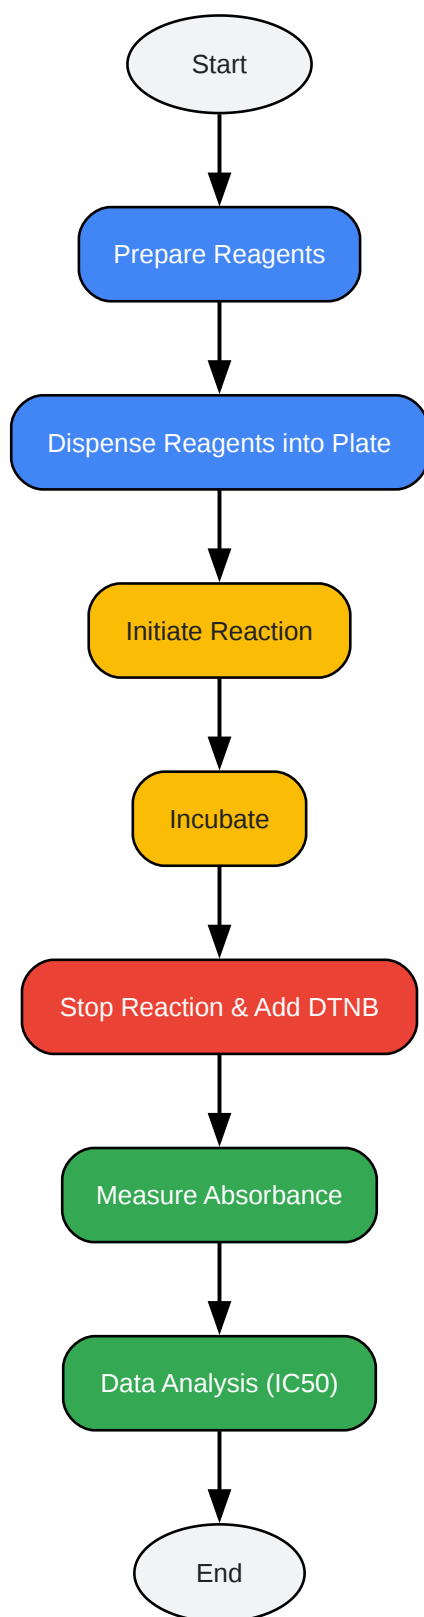 Start
Prepare Reagents
Dispense Reagents into Plate
Initiate Reaction
Incubate
Stop Reaction & Add DTNB
Measure Absorbance
Data Analysis (IC50)
End